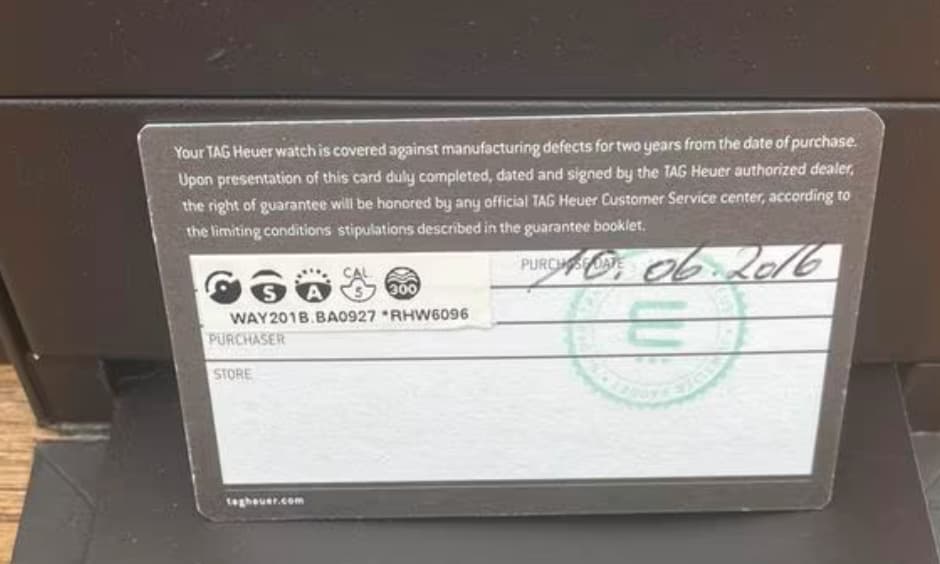 Your TAG Heuer watch is covered against manufacturing defects for two years from the date of purchase.
Upon presentation of this card duly completed, dated and signed by the TAG Heuer authorized dealer,
the right of guarantee will be honored by any official TAG Heuer Customer Service center, according to
the limiting conditions stipulations described in the guarantee booklet.
PURCHASE DATE 10.06.2016
S A CAL. 5 300
WAY201B.BA0927 *RHW6096
PURCHASER
STORE
tagheuer.com